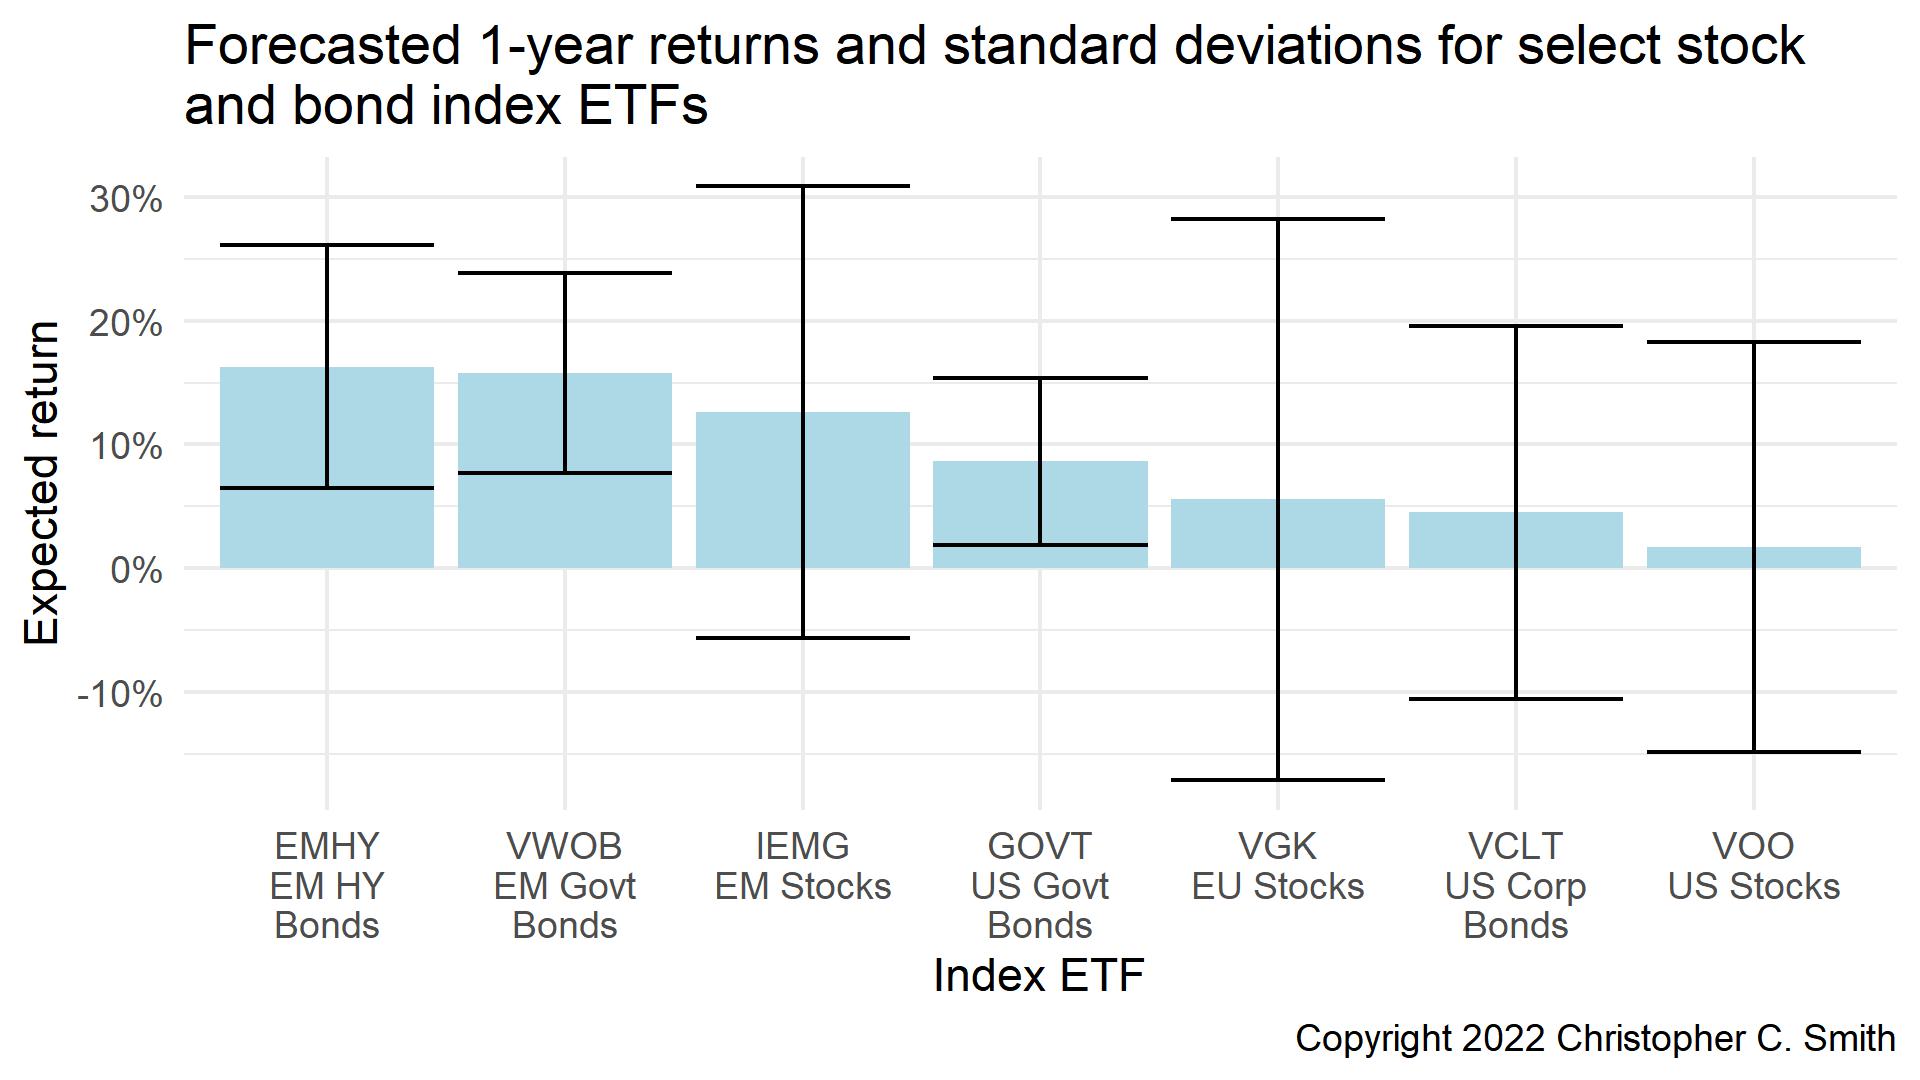 Forecasted 1-year returns and standard deviations for select stock
and bond index ETFs
Expected return
30%
20%
10%
0%
-10%
EMHY
EM HY
Bonds
VWOB
EM Govt
Bonds
IEMG
EM Stocks
GOVT
US Govt
Bonds
VGK
EU Stocks
VCLT
US Corp
Bonds
VOO
US Stocks
Index ETF
Copyright 2022 Christopher C. Smith